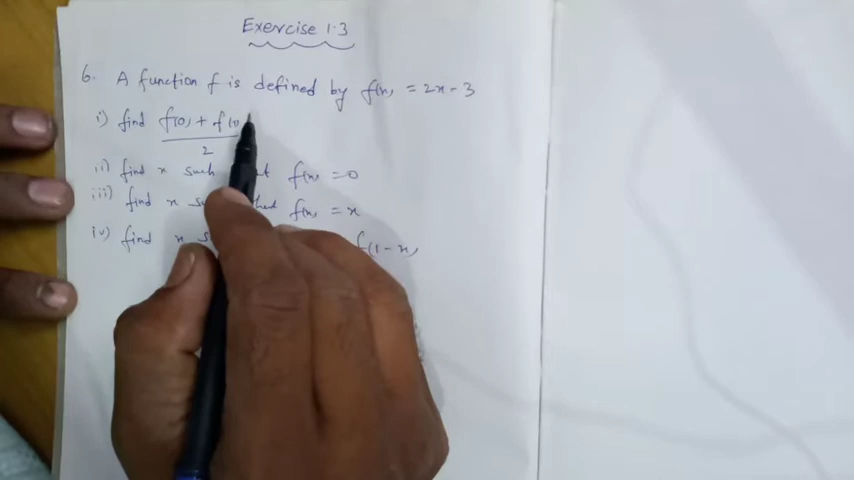 Exercise 1.3
6. A function f is defined by f(x) = 2x - 3
i) find f(0) + f(1
2
ii) find x such t f(x) = 0
iii) find x su that f(x) = x
iv) find x s f(1-x)